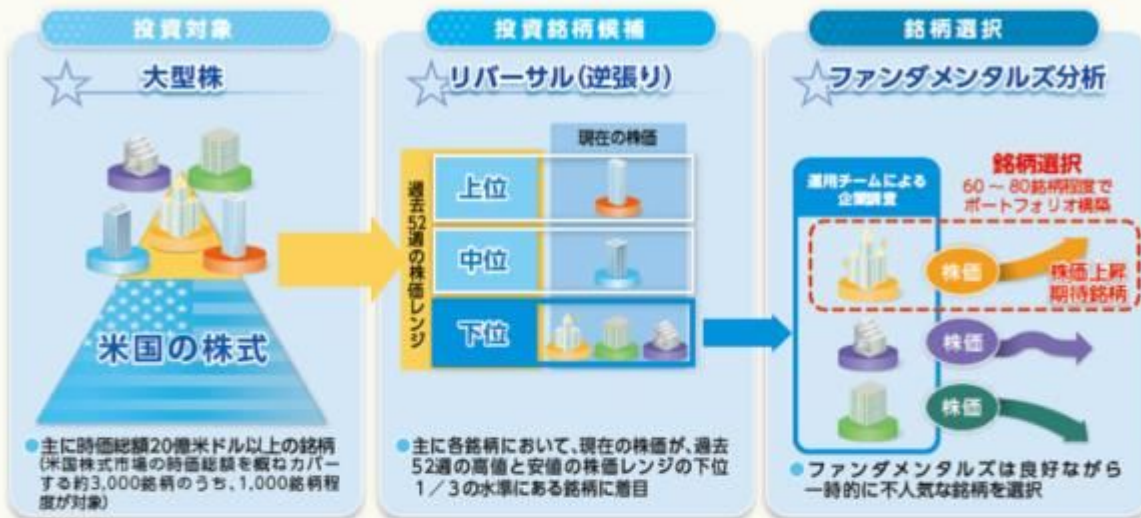 投資対象
大型株
米国の株式
●主に時価総額20億米ドル以上の銘柄
(米国株式市場の時価総額を概ねカバー
する約3,000銘柄のうち、1,000銘柄程
度が対象)
投資銘柄候補
リバーサル(逆張り)
現在の株価
過去52週の株価レンジ
上位
中位
下位
●主に各銘柄において、現在の株価が、過去
52週の高値と安値の株価レンジの下位
1/3の水準にある銘柄に着目
銘柄選択
ファンダメンタルズ分析
運用チームによる
企業調査
銘柄選択
60~80銘柄程度で
ポートフォリオ構築
株価
株価上昇
期待銘柄
株価
株価
●ファンダメンタルズは良好ながら
一時的に不人気な銘柄を選択